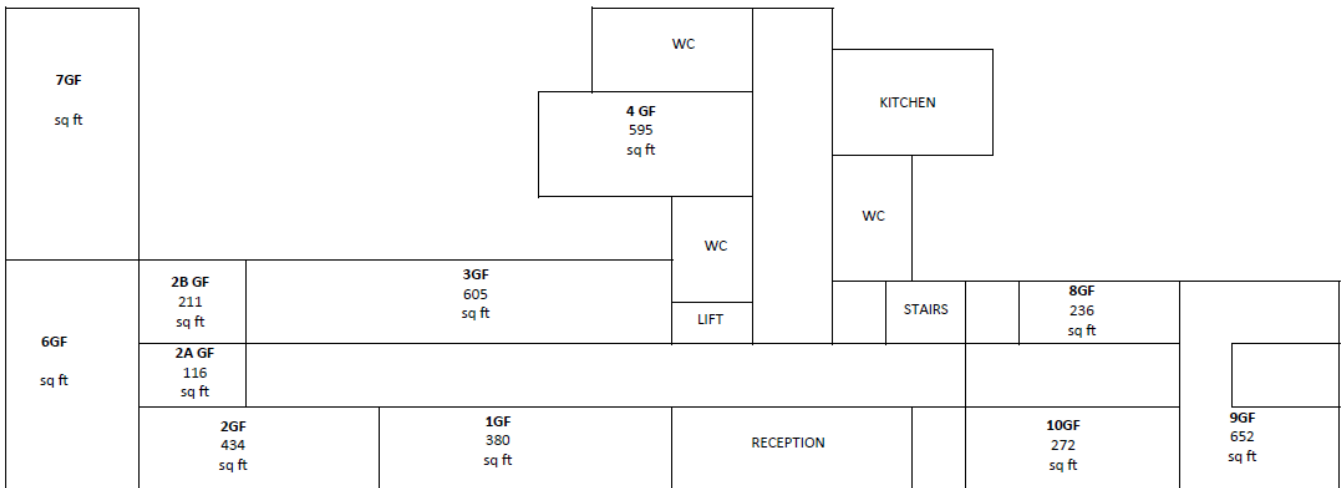 WC
7GF
sq ft
KITCHEN
4 GF
595
sq ft
WC
WC
2B GF
211
sq ft
3GF
605
sq ft
LIFT
STAIRS
8GF
236
sq ft
6GF
sq ft
2A GF
116
sq ft
2GF
434
sq ft
1GF
380
sq ft
RECEPTION
10GF
272
sq ft
9GF
652
sq ft